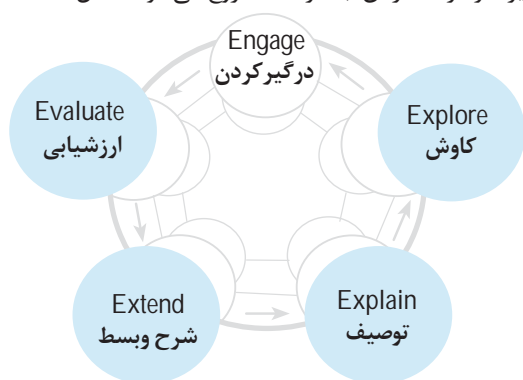 Engage
درگیرکردن
Evaluate
ارزشیابی
Explore
کاوش
Extend
شرح وبسط
Explain
توصیف